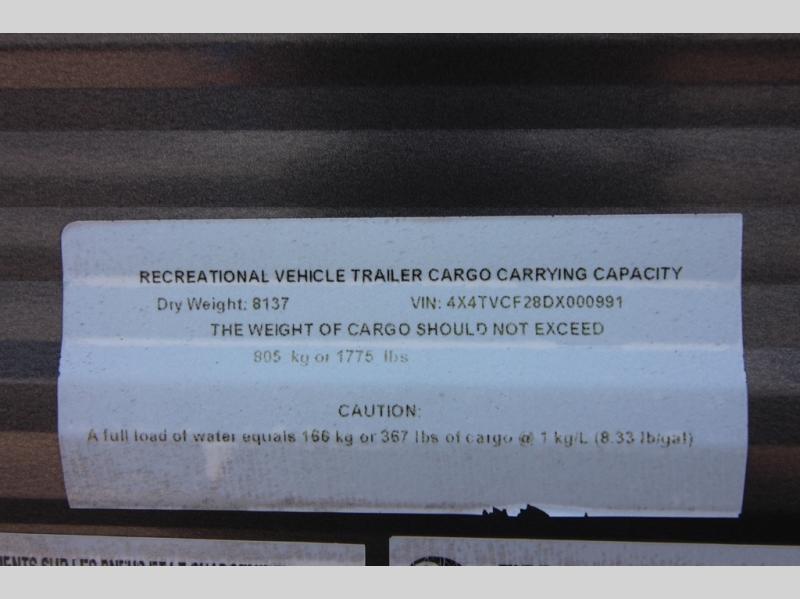 RECREATIONAL VEHICLE TRAILER CARGO CARRYING CAPACITY
Dry Weight: 8137 VIN: 4X4TVCF28DX000991
THE WEIGHT OF CARGO SHOULD NOT EXCEED
805 kg or 1775 lbs
CAUTION:
A full load of water equals 166 kg or 367 lbs of cargo @ 1 kg/L (8.33 lb/gal)